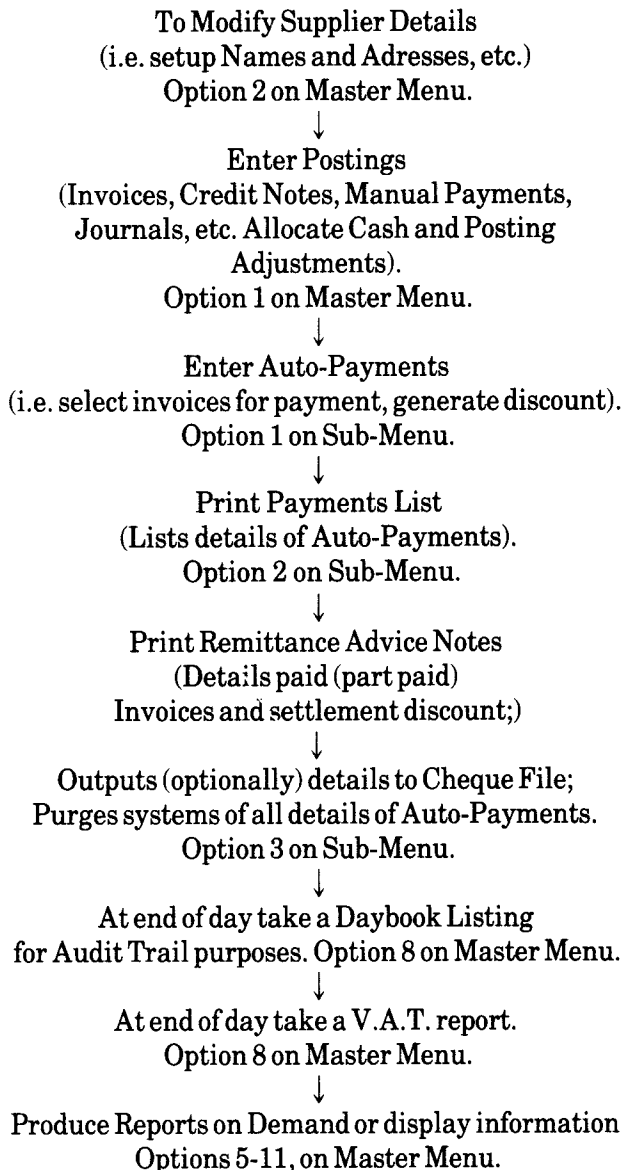 To Modify Supplier Details
(i.e. setup Names and Adresses, etc.)
Option 2 on Master Menu.
↓
Enter Postings
(Invoices, Credit Notes, Manual Payments,
Journals, etc. Allocate Cash and Posting
Adjustments).
Option 1 on Master Menu.
↓
Enter Auto-Payments
(i.e. select invoices for payment, generate discount).
Option 1 on Sub-Menu.
↓
Print Payments List
(Lists details of Auto-Payments).
Option 2 on Sub-Menu.
↓
Print Remittance Advice Notes
(Details paid (part paid)
Invoices and settlement discount;)
↓
Outputs (optionally) details to Cheque File;
Purges systems of all details of Auto-Payments.
Option 3 on Sub-Menu.
↓
At end of day take a Daybook Listing
for Audit Trail purposes. Option 8 on Master Menu.
↓
At end of day take a V.A.T. report.
Option 8 on Master Menu.
↓
Produce Reports on Demand or display information
Options 5-11, on Master Menu.